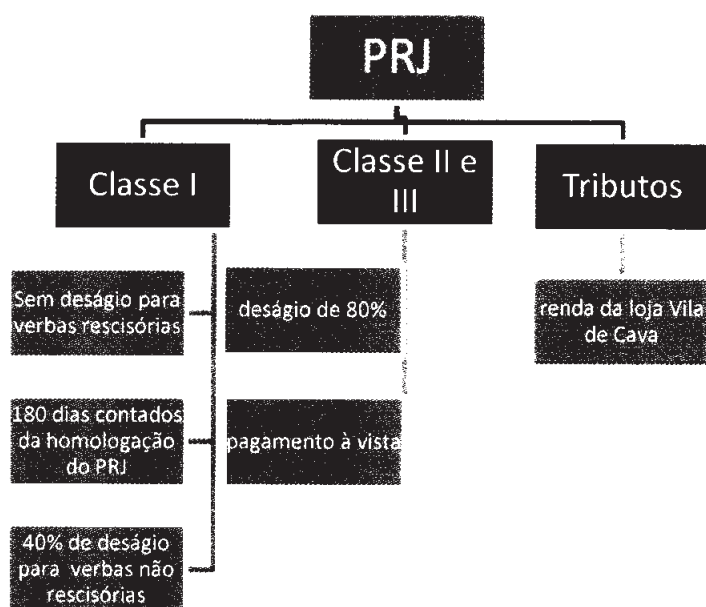 PRJ
Classe I
Classe II e
III
Tributos
Sem deságio para
verbas rescisórias
180 dias contados
da homologação
do PRJ
40% de deságio
para verbas não
rescisórias
deságio de 80%
pagamento à vista
renda da loja Vila
de Cava